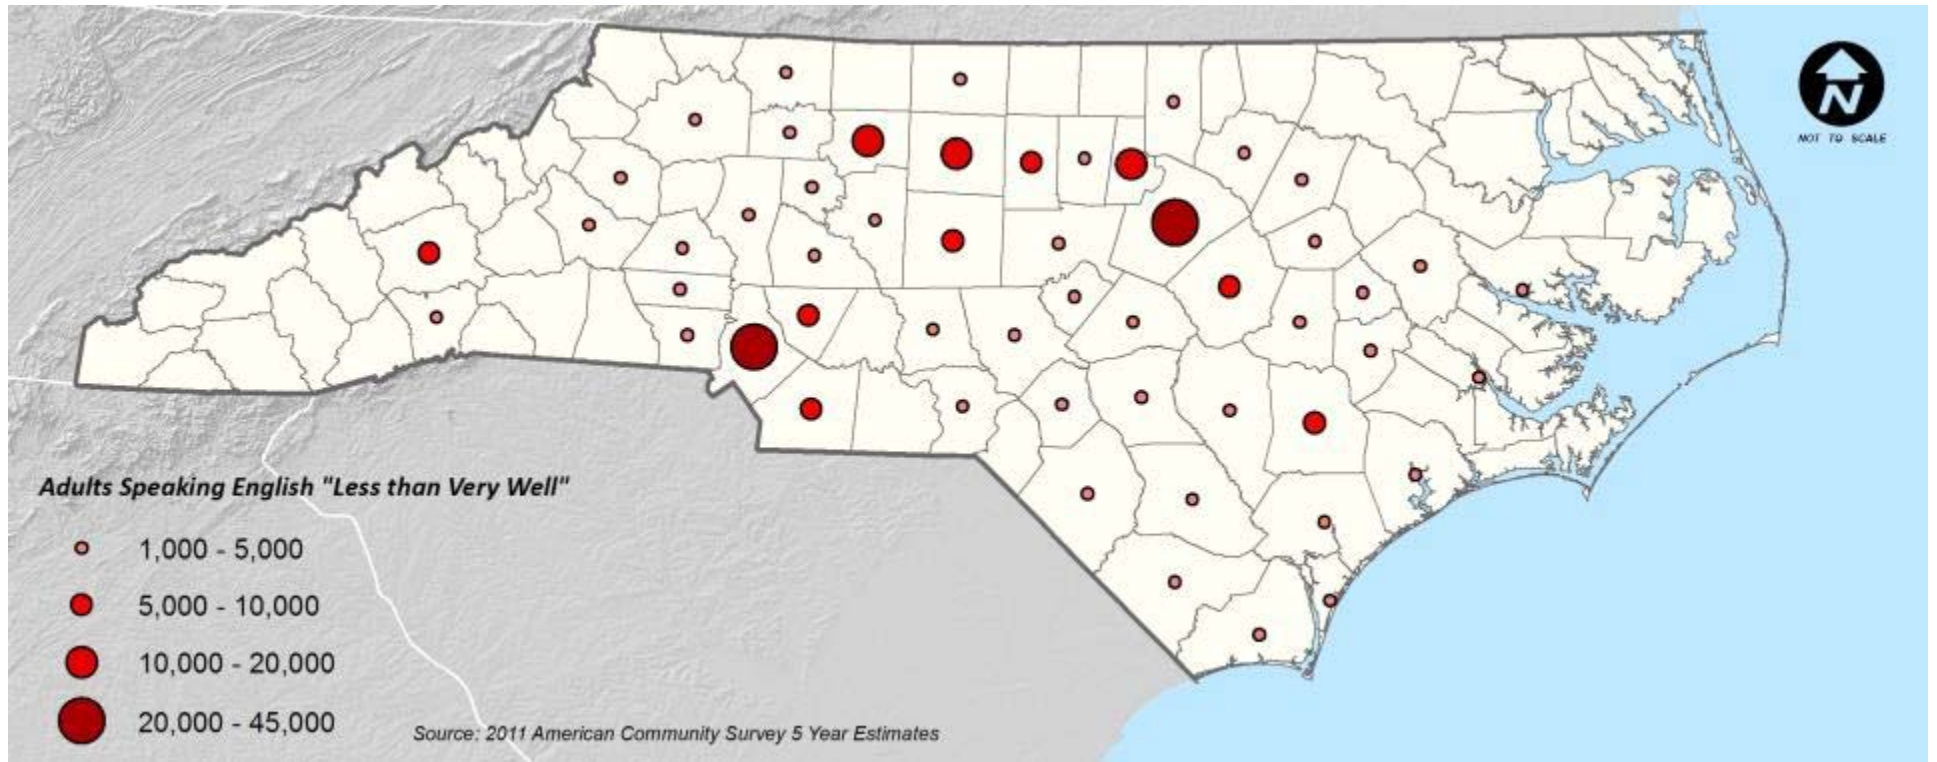 N
NOT TO SCALE
Adults Speaking English "Less than Very Well"
1,000 - 5,000
5,000 - 10,000
10,000 - 20,000
20,000 - 45,000
Source: 2011 American Community Survey 5 Year Estimates